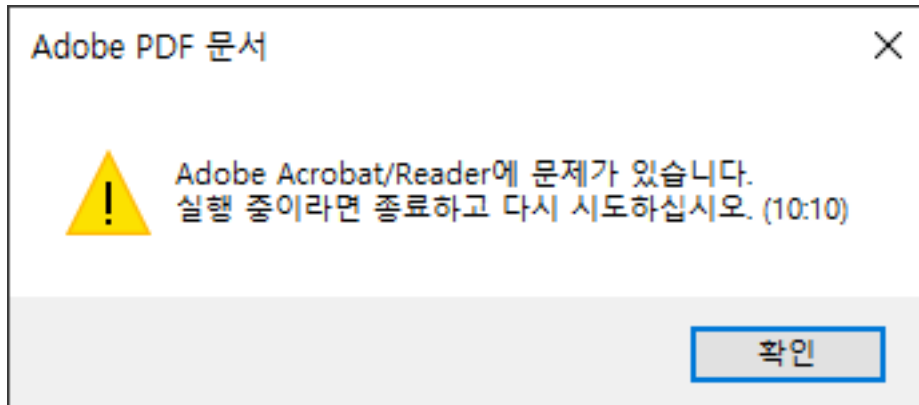 Adobe PDF 문서
Adobe Acrobat/Reader에 문제가 있습니다.
실행 중이라면 종료하고 다시 시도하십시오. (10:10)
확인